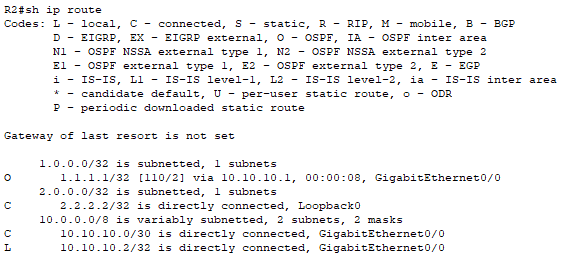 R2#sh ip route
Codes: L - local, C - connected, S - static, R - RIP, M - mobile, B - BGP
       D - EIGRP, EX - EIGRP external, O - OSPF, IA - OSPF inter area
       N1 - OSPF NSSA external type 1, N2 - OSPF NSSA external type 2
       E1 - OSPF external type 1, E2 - OSPF external type 2, E - EGP
       i - IS-IS, L1 - IS-IS level-1, L2 - IS-IS level-2, ia - IS-IS inter area
       * - candidate default, U - per-user static route, o - ODR
       P - periodic downloaded static route

Gateway of last resort is not set

     1.0.0.0/32 is subnetted, 1 subnets
O       1.1.1.1/32 [110/2] via 10.10.10.1, 00:00:08, GigabitEthernet0/0
     2.0.0.0/32 is subnetted, 1 subnets
C       2.2.2.2/32 is directly connected, Loopback0
     10.0.0.0/8 is variably subnetted, 2 subnets, 2 masks
C       10.10.10.0/30 is directly connected, GigabitEthernet0/0
L       10.10.10.2/32 is directly connected, GigabitEthernet0/0